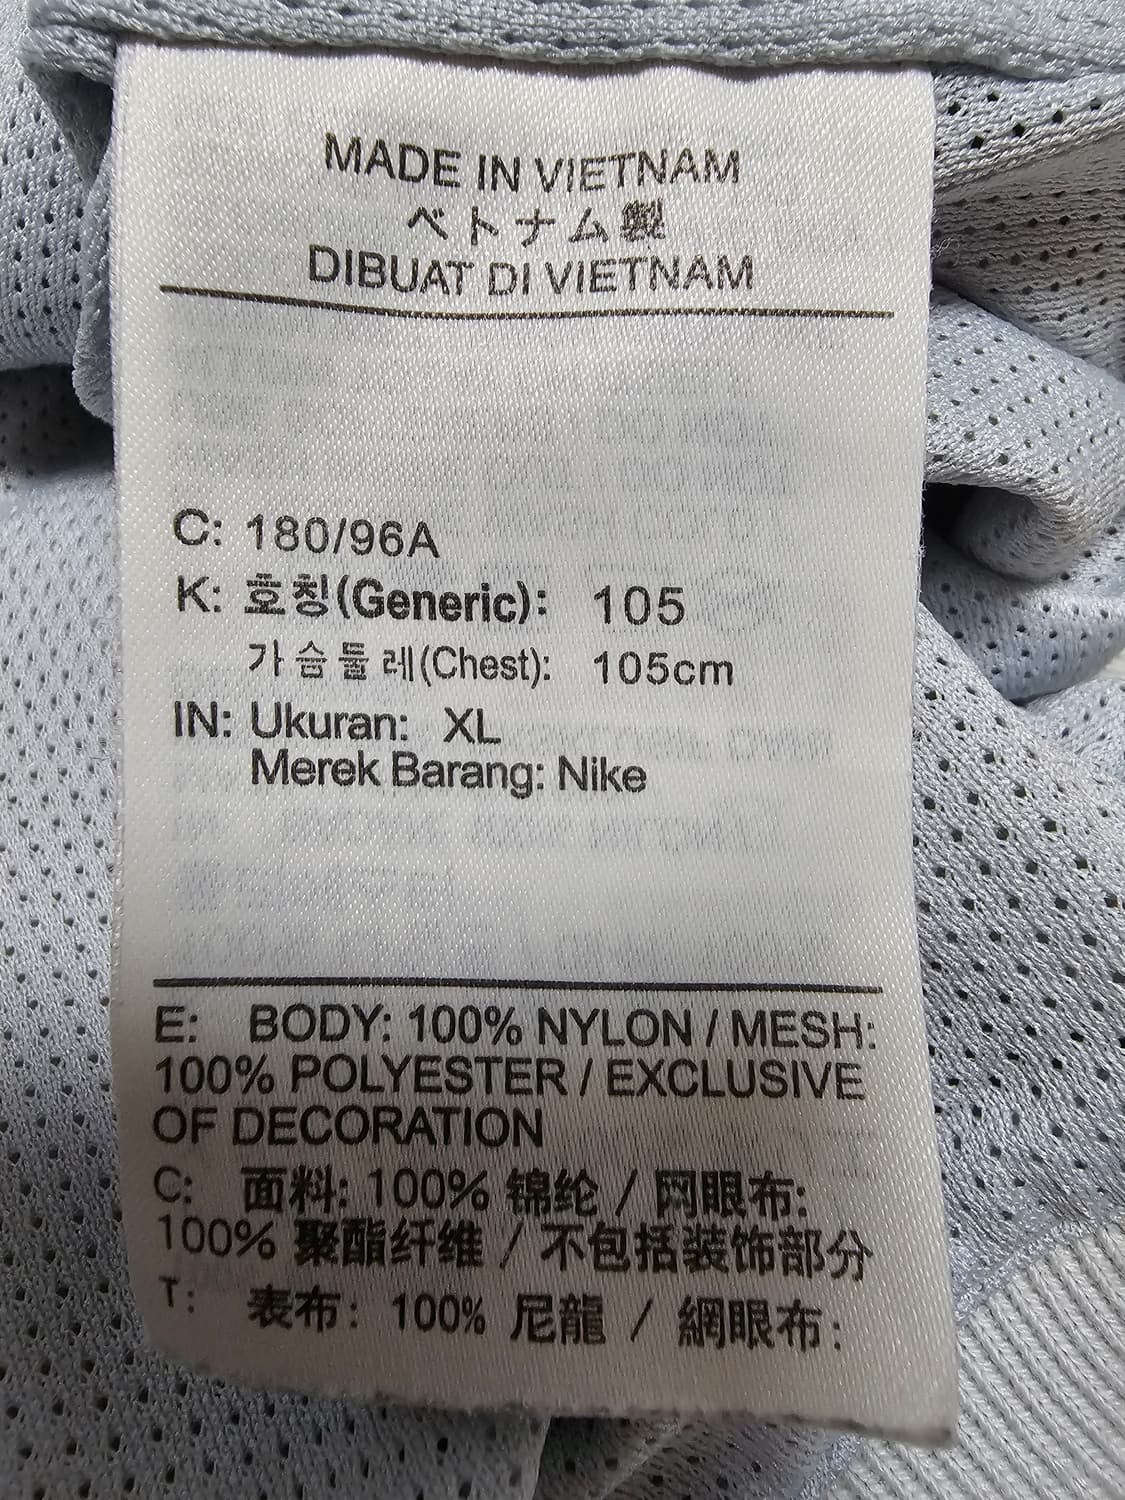 MADE IN VIETNAM
ベトナム製
DIBUAT DI VIETNAM
C: 180/96A
K: 호칭(Generic): 105
가슴둘레(Chest): 105cm
IN: Ukuran: XL
Merek Barang: Nike
E: BODY: 100% NYLON / MESH:
100% POLYESTER / EXCLUSIVE
OF DECORATION
C: 面料: 100% 锦纶 / 网眼布:
100% 聚酯纤维 / 不包括装饰部分
T: 表布: 100% 尼龍 / 網眼布: